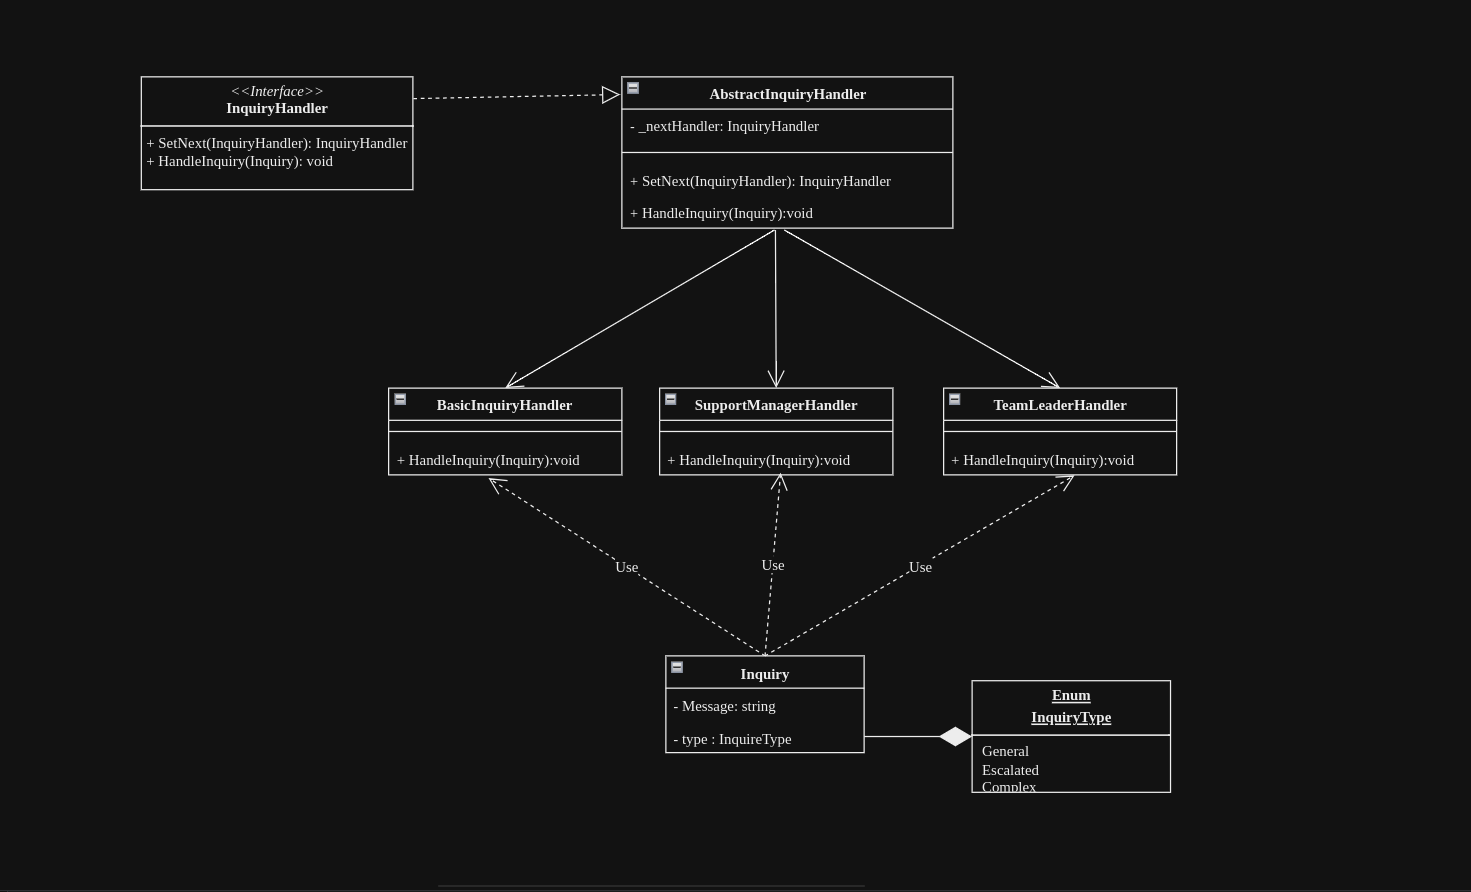 <<Interface>>
InquiryHandler
+ SetNext(InquiryHandler): InquiryHandler
+ HandleInquiry(Inquiry): void
AbstractInquiryHandler
- _nextHandler: InquiryHandler
+ SetNext(InquiryHandler): InquiryHandler
+ HandleInquiry(Inquiry):void
BasicInquiryHandler
+ HandleInquiry(Inquiry):void
SupportManagerHandler
+ HandleInquiry(Inquiry):void
TeamLeaderHandler
+ HandleInquiry(Inquiry):void
Use
Use
Use
Inquiry
- Message: string
- type : InquireType
Enum
InquiryType
General
Escalated
Complex